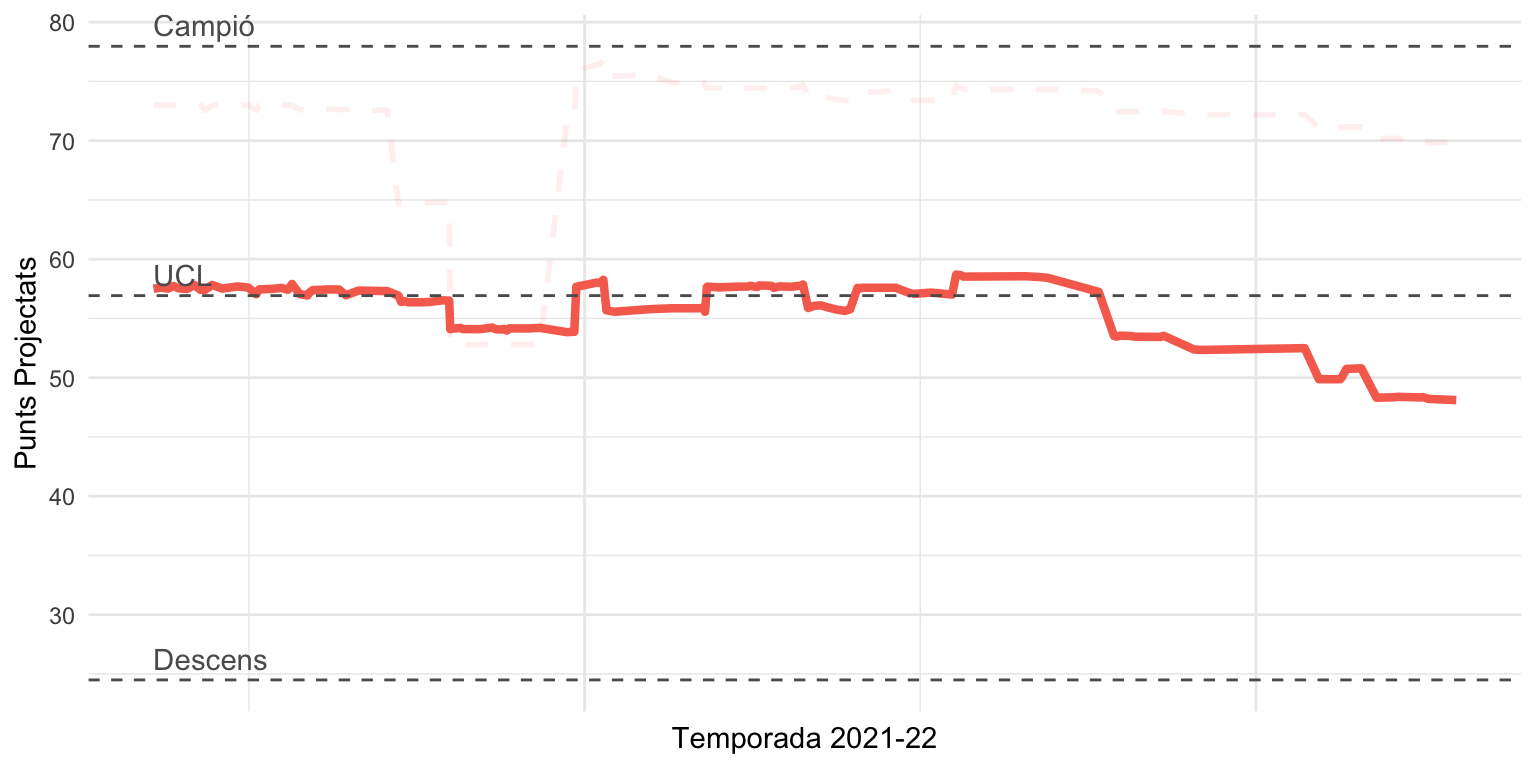 80
Campió
70
60
UCL
50
40
30
Descens
Punts Projectats
Temporada 2021-22